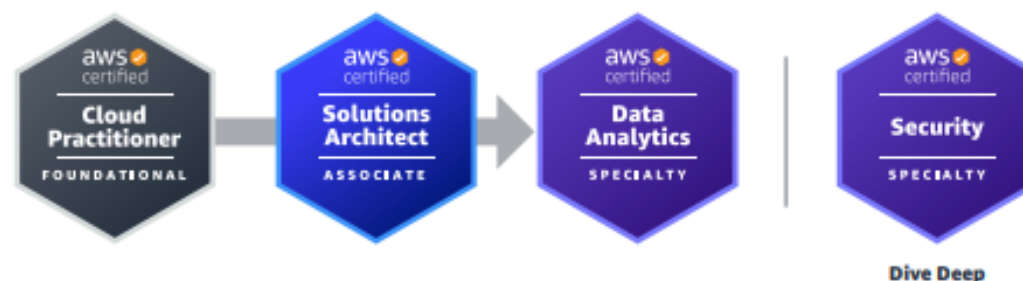 aws
certified
Cloud
Practitioner
FOUNDATIONAL
aws
certified
Solutions
Architect
ASSOCIATE
aws
certified
Data
Analytics
SPECIALTY
aws
certified
Security
SPECIALTY
Dive Deep